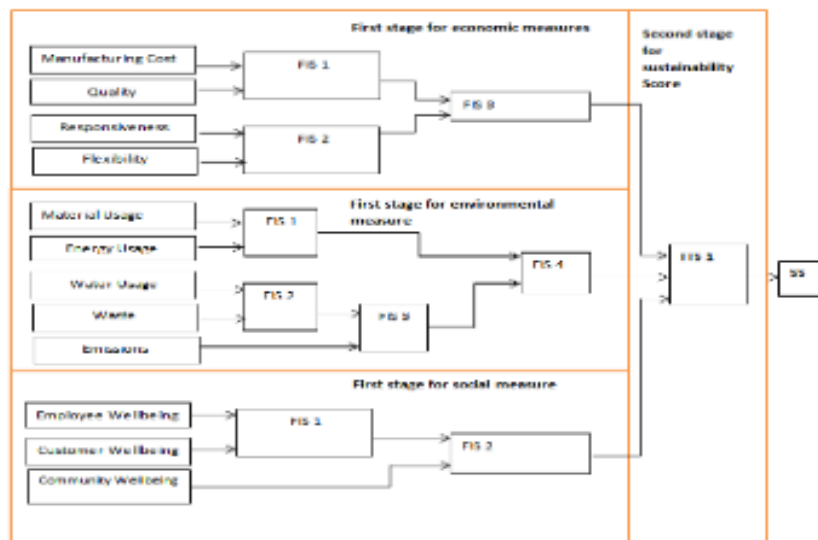 First stage for economic measures
Second stage
for
sustainability
Score
Manufacturing Cost
Quality
Responsiveness
Flexibility
FIS 1
FIS 2
FIS 3
First stage for environmental
measure
Material Usage
Energy Usage
Water Usage
Waste
Emissions
FIS 1
FIS 2
FIS 3
FIS 4
FIS 1
SS
First stage for social measure
Employee Wellbeing
Customer Wellbeing
Community Wellbeing
FIS 1
FIS 2